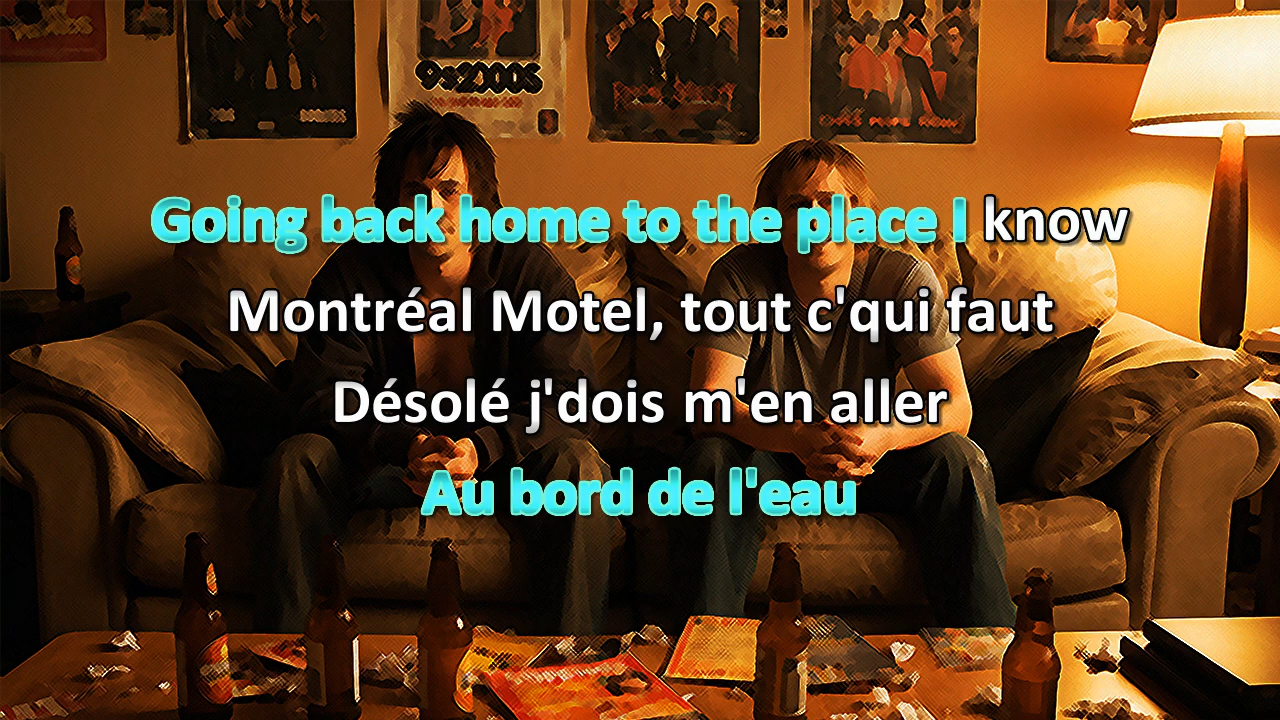 Going back home to the place I know
Montréal Motel, tout c'qui faut
Désolé j'dois m'en aller
Au bord de l'eau